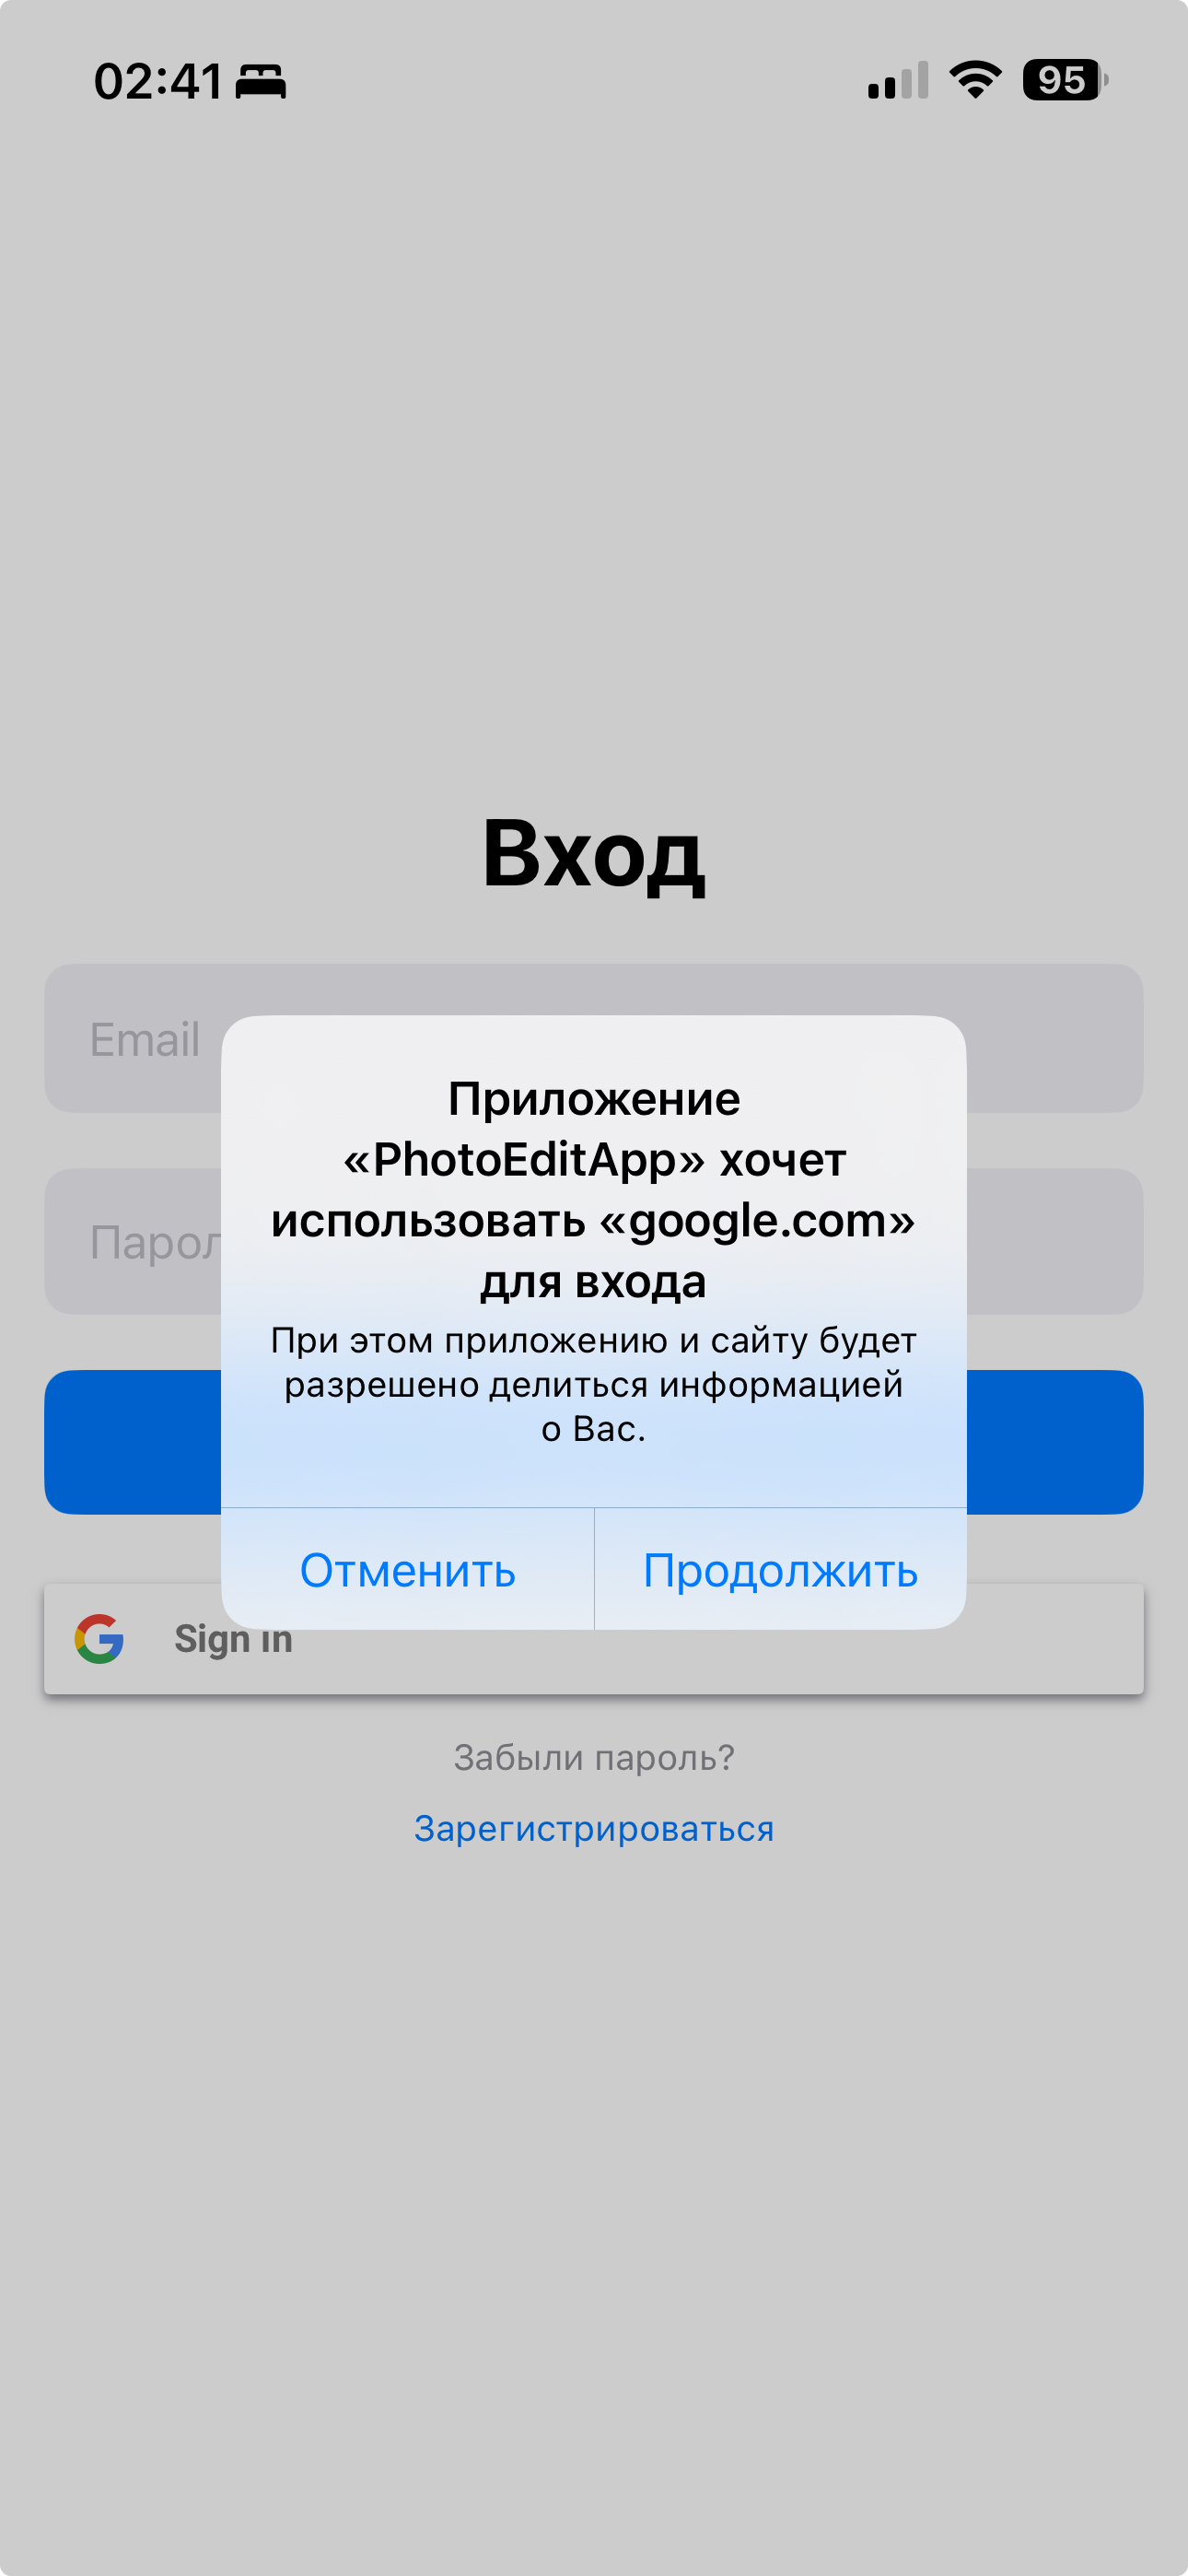 02:41
95
Вход
Email
Приложение
«PhotoEditApp» хочет
использовать «google.com»
для входа
Парол
При этом приложению и сайту будет
разрешено делиться информацией
о Вас.
Отменить
Продолжить
Sign in
Забыли пароль?
Зарегистрироваться